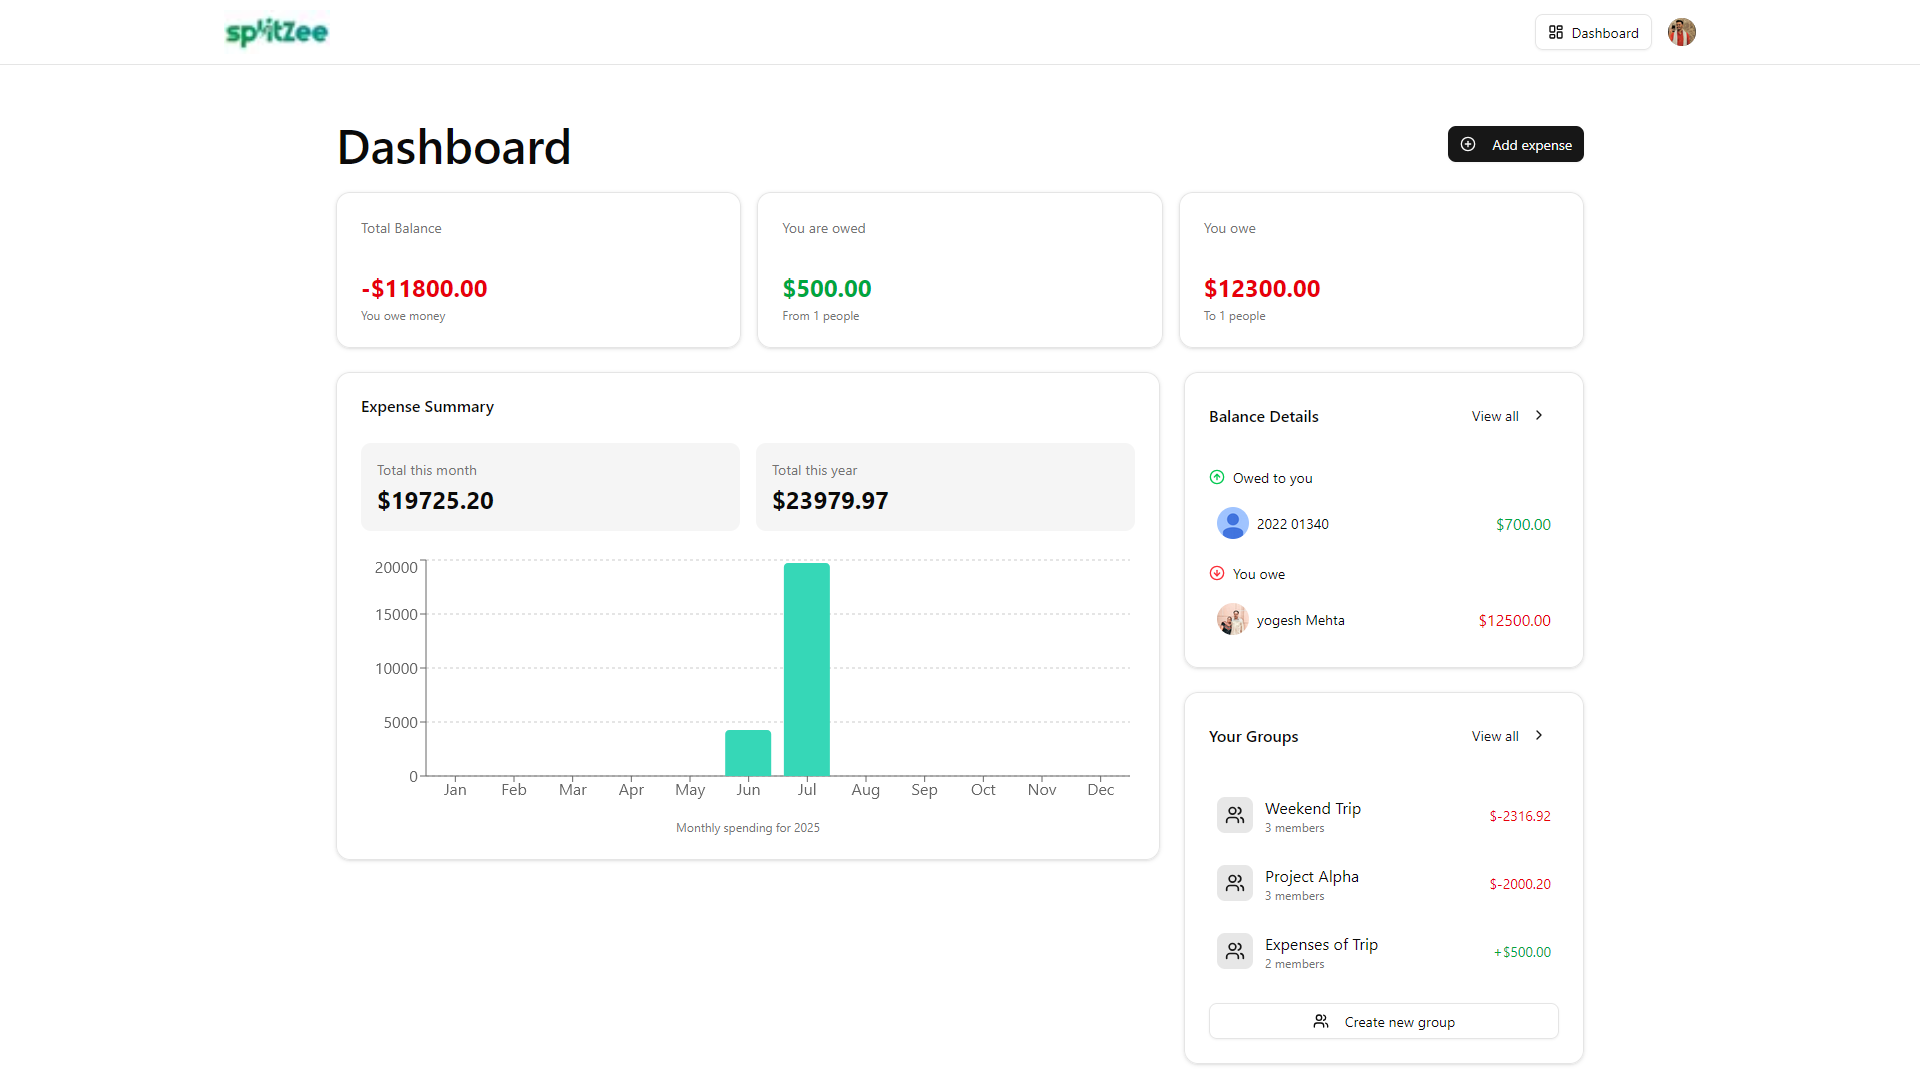 splitZee
Dashboard
Dashboard
Add expense
Total Balance
-$11800.00
You owe money
You are owed
$500.00
From 1 people
You owe
$12300.00
To 1 people
Expense Summary
Total this month
$19725.20
Total this year
$23979.97
20000
15000
10000
5000
0
Jan Feb Mar Apr May Jun Jul Aug Sep Oct Nov Dec
Monthly spending for 2025
Balance Details
View all
Owed to you
2022 01340 $700.00
You owe
yogesh Mehta $12500.00
Your Groups
View all
Weekend Trip
3 members
$-2316.92
Project Alpha
3 members
$-2000.20
Expenses of Trip
2 members
+$500.00
Create new group